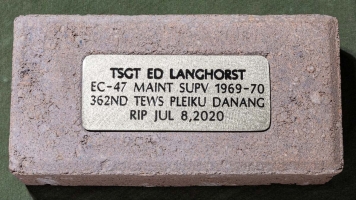 TSGT ED LANGHORST
EC-47 MAINT SUPV 1969-70
362ND TEWS PLEIKU DANANG
RIP JUL 8,2020